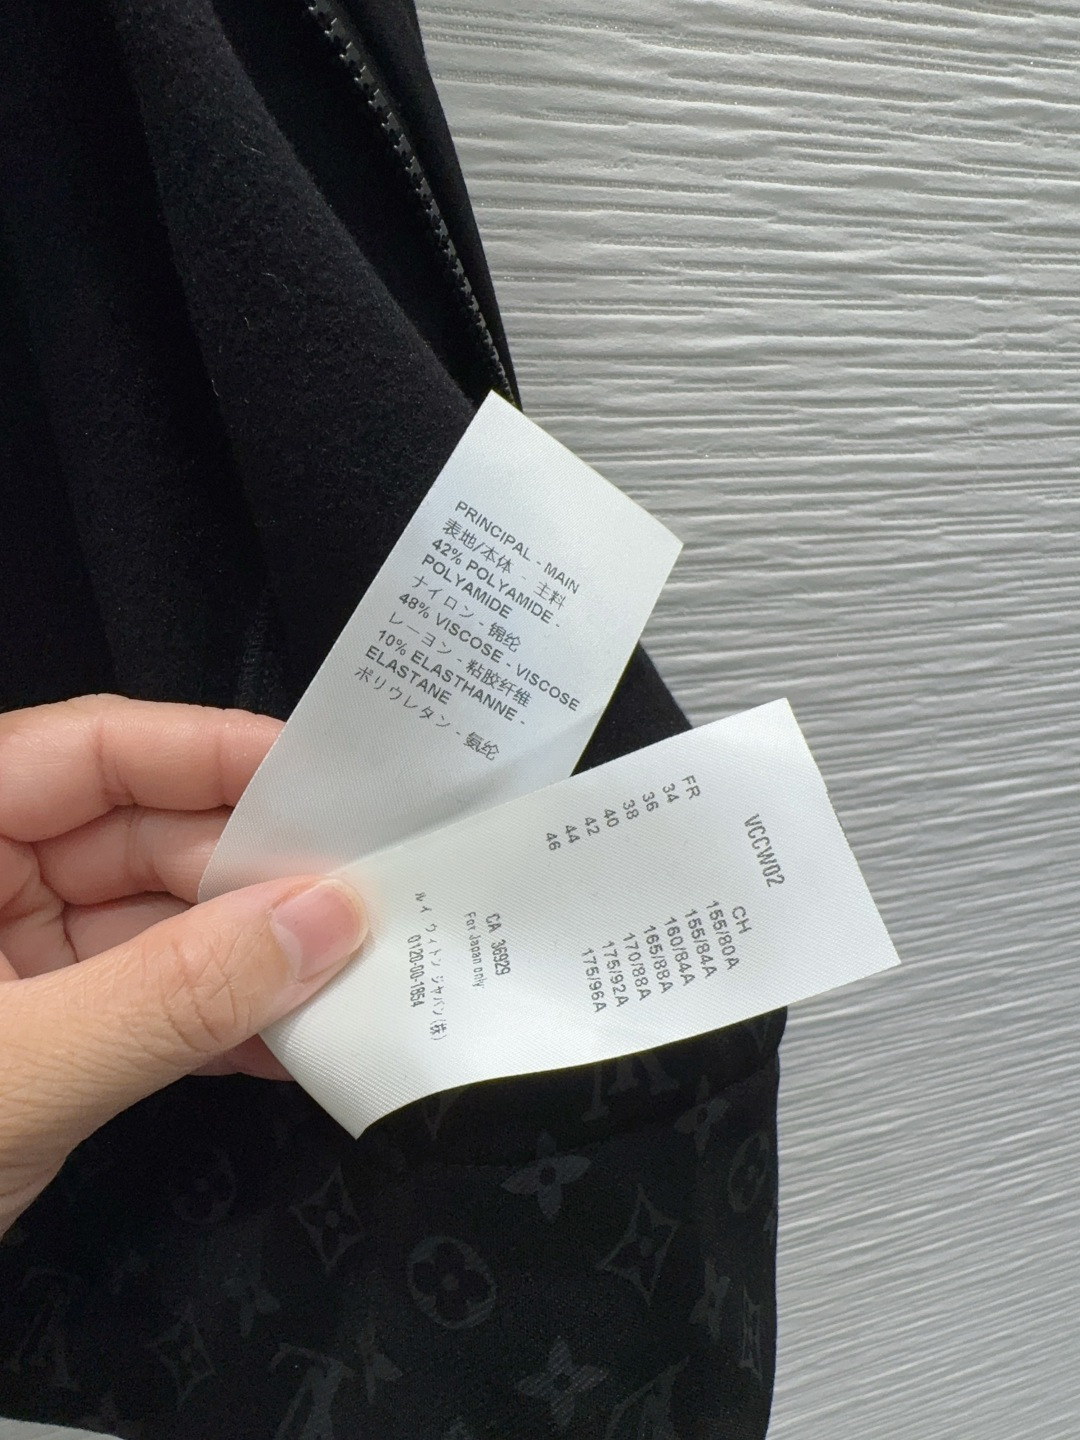 PRINCIPAL - MAIN
表地/本体 - 主料
42% POLYAMIDE -
POLYAMIDE
ナイロン - 锦纶
48% VISCOSE - VISCOSE
レーヨン - 粘胶纤维
10% ELASTHANNE -
ELASTANE
ポリウレタン - 氨纶
VCCW02
FR CH
34 155/80A
36 155/84A
38 160/84A
40 165/88A
42 170/88A
44 175/92A
46 175/96A
CA 36929
For Japan only
ルイ ヴィトン ジャパン(株)
0120-00-1854